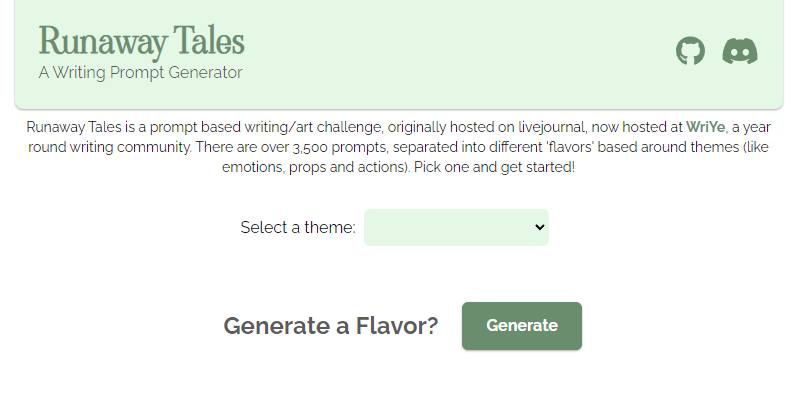 Runaway Tales
A Writing Prompt Generator
Runaway Tales is a prompt based writing/art challenge, originally hosted on livejournal, now hosted at WriYe, a year
round writing community. There are over 3,500 prompts, separated into different 'flavors' based around themes (like
emotions, props and actions). Pick one and get started!
Select a theme:
Generate a Flavor? Generate